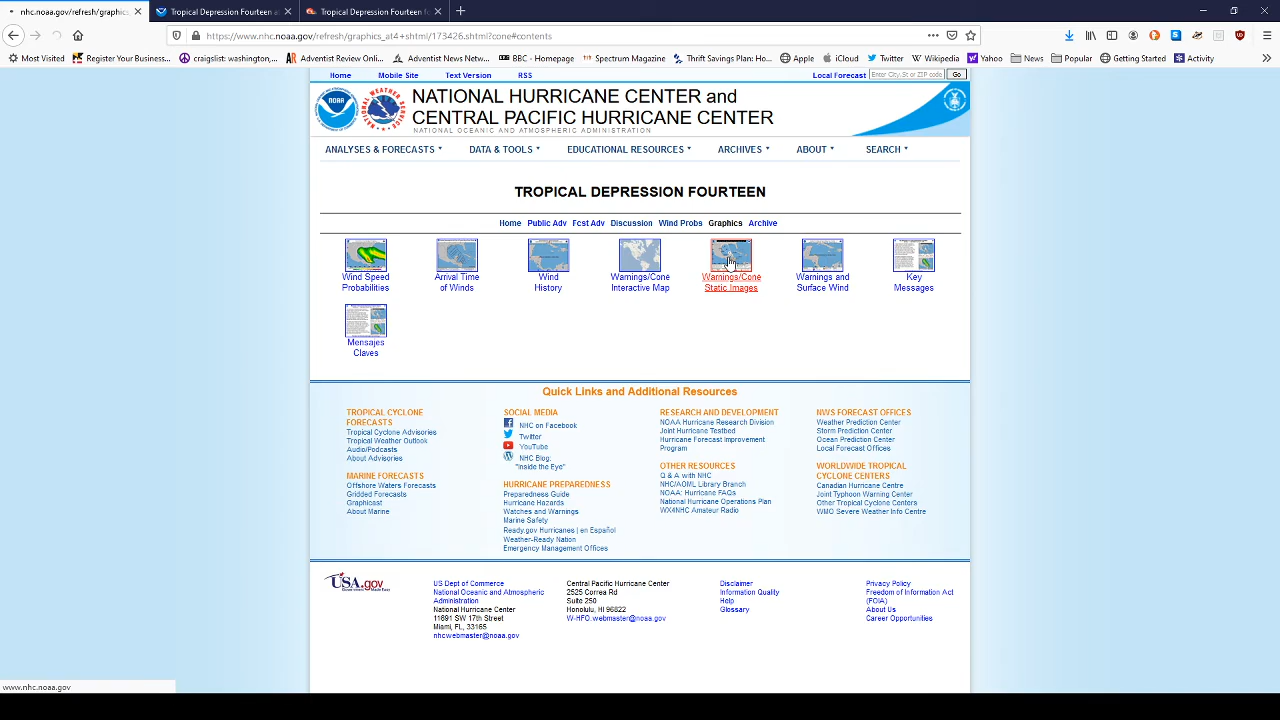 nhc.noaa.gov/refresh/graphics_
Tropical Depression Fourteen a
Tropical Depression Fourteen fo
https://www.nhc.noaa.gov/refresh/graphics_at4+shtml/173426.shtml?cone#contents
Most Visited
Register Your Business...
craigslist: washington...
Adventist Review Onli...
Adventist News Netwo...
BBC - Homepage
Spectrum Magazine
Thrift Savings Plan: Ho...
Apple
iCloud
Twitter
Wikipedia
Yahoo
News
Popular
Getting Started
Activity
Home
Mobile Site
Text Version
RSS
Local Forecast
Enter City,St or ZIP code
Go
NOAA
NATIONAL HURRICANE CENTER and
CENTRAL PACIFIC HURRICANE CENTER
NATIONAL OCEANIC AND ATMOSPHERIC ADMINISTRATION
ANALYSES & FORECASTS
DATA & TOOLS
EDUCATIONAL RESOURCES
ARCHIVES
ABOUT
SEARCH
TROPICAL DEPRESSION FOURTEEN
Home
Public Adv
Fcst Adv
Discussion
Wind Probs
Graphics
Archive
Wind Speed
Probabilities
Arrival Time
of Winds
Wind
History
Warnings/Cone
Interactive Map
Warnings/Cone
Static Images
Warnings and
Surface Wind
Key
Messages
Mensajes
Claves
Quick Links and Additional Resources
TROPICAL CYCLONE
FORECASTS
Tropical Cyclone Advisories
Tropical Weather Outlook
Audio/Podcasts
About Advisories
MARINE FORECASTS
Offshore Waters Forecasts
Gridded Forecasts
Graphicast
About Marine
SOCIAL MEDIA
NHC on Facebook
Twitter
YouTube
NHC Blog:
"Inside the Eye"
HURRICANE PREPAREDNESS
Preparedness Guide
Hurricane Hazards
Watches and Warnings
Marine Safety
Ready.gov Hurricanes | en Español
Weather-Ready Nation
Emergency Management Offices
RESEARCH AND DEVELOPMENT
NOAA Hurricane Research Division
Joint Hurricane Testbed
Hurricane Forecast Improvement
Program
OTHER RESOURCES
Q & A with NHC
NHC/AOML Library Branch
NOAA: Hurricane FAQs
National Hurricane Operations Plan
WX4NHC Amateur Radio
NWS FORECAST OFFICES
Weather Prediction Center
Storm Prediction Center
Ocean Prediction Center
Local Forecast Offices
WORLDWIDE TROPICAL
CYCLONE CENTERS
Canadian Hurricane Centre
Joint Typhoon Warning Center
Other Tropical Cyclone Centers
WMO Severe Weather Info Centre
USA.gov
US Dept of Commerce
National Oceanic and Atmospheric
Administration
National Hurricane Center
11691 SW 17th Street
Miami, FL, 33165
nhcwebmaster@noaa.gov
Central Pacific Hurricane Center
2525 Correa Rd
Suite 250
Honolulu, HI 96822
W-HFO.webmaster@noaa.gov
Disclaimer
Information Quality
Help
Glossary
Privacy Policy
Freedom of Information Act
(FOIA)
About Us
Career Opportunities
www.nhc.noaa.gov